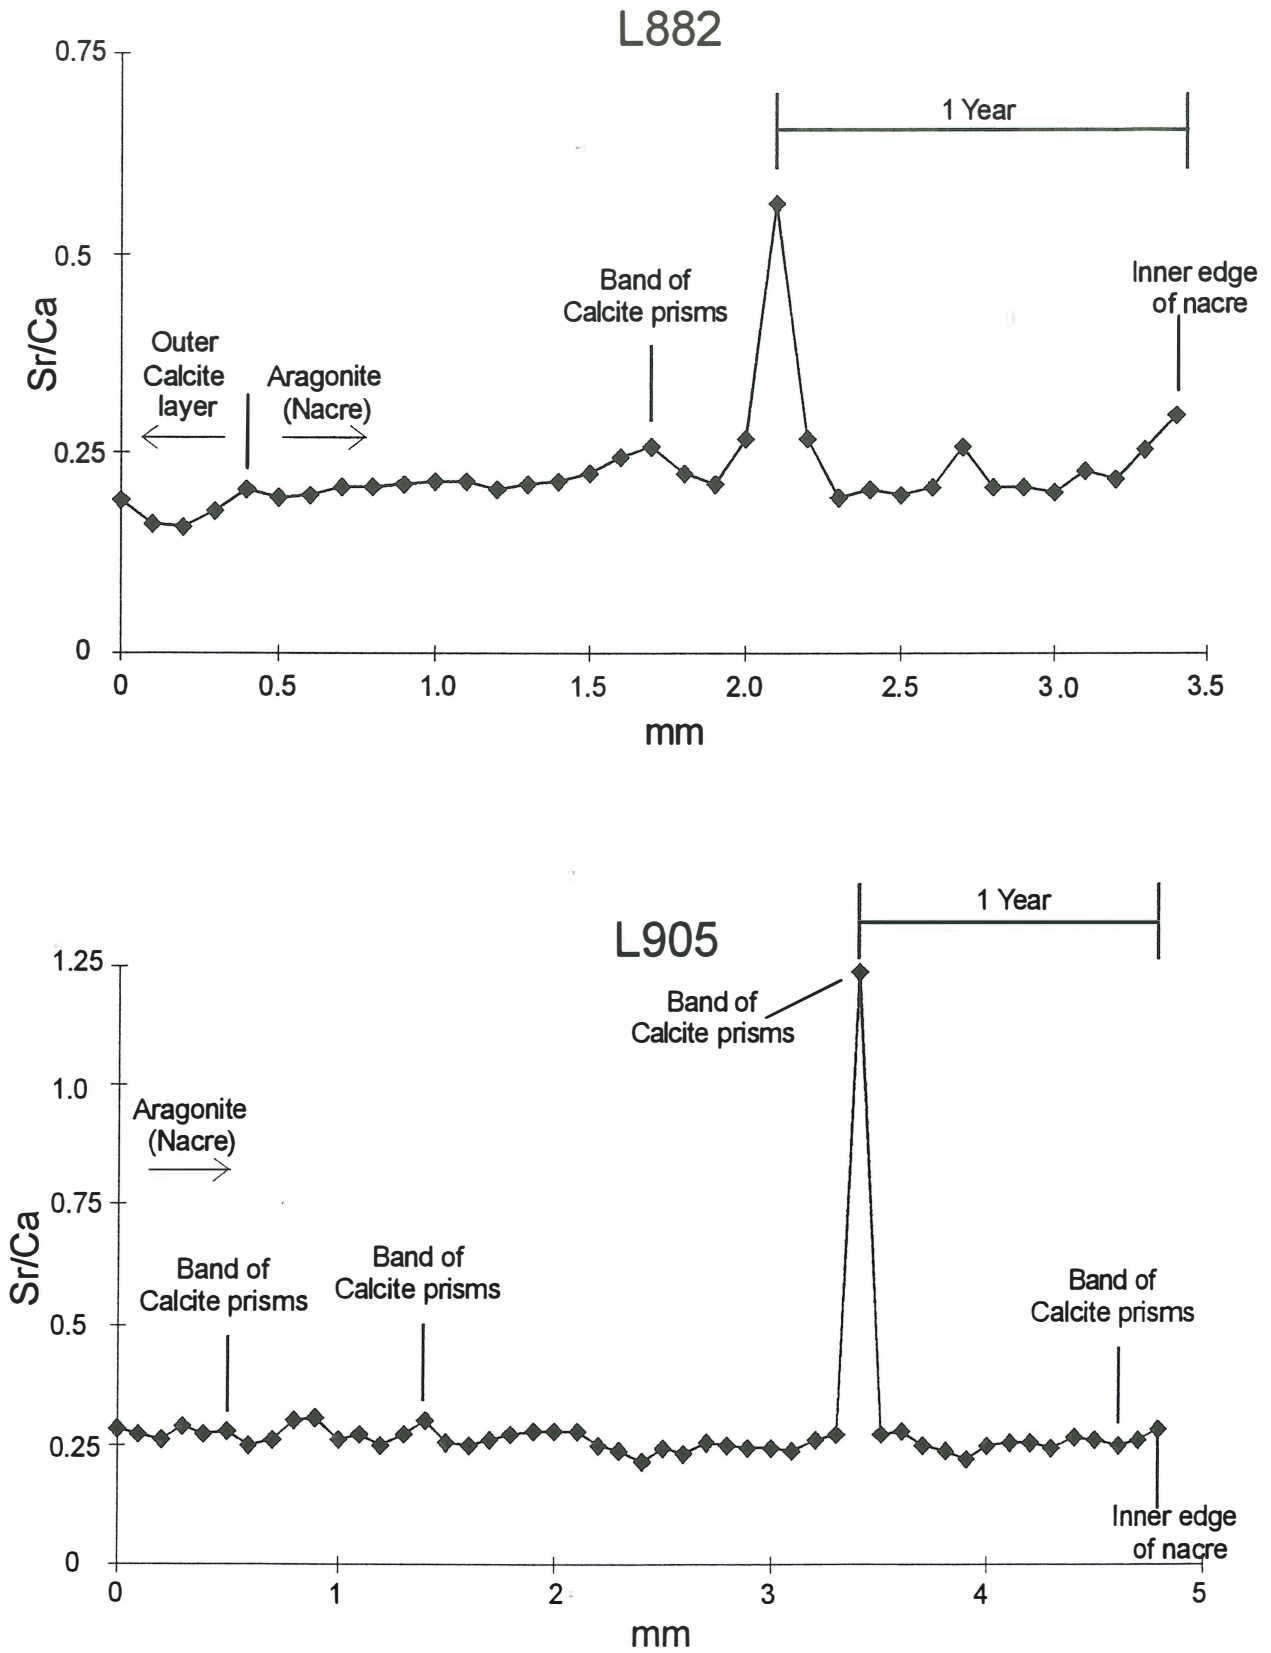 L882
0.75
1 Year
0.5
Inner edge
of nacre
Band of
Calcite prisms
Outer
Calcite
layer
Aragonite
(Nacre)
Sr/Ca
0.25
0
0 0.5 1.0 1.5 2.0 2.5 3.0 3.5
mm
1 Year
L905
1.25
Band of
Calcite prisms
1.0
Aragonite
(Nacre)
0.75
Sr/Ca
Band of
Calcite prisms
Band of
Calcite prisms
Band of
Calcite prisms
0.5
0.25
Inner edge
of nacre
0
0 1 2 3 4 5
mm